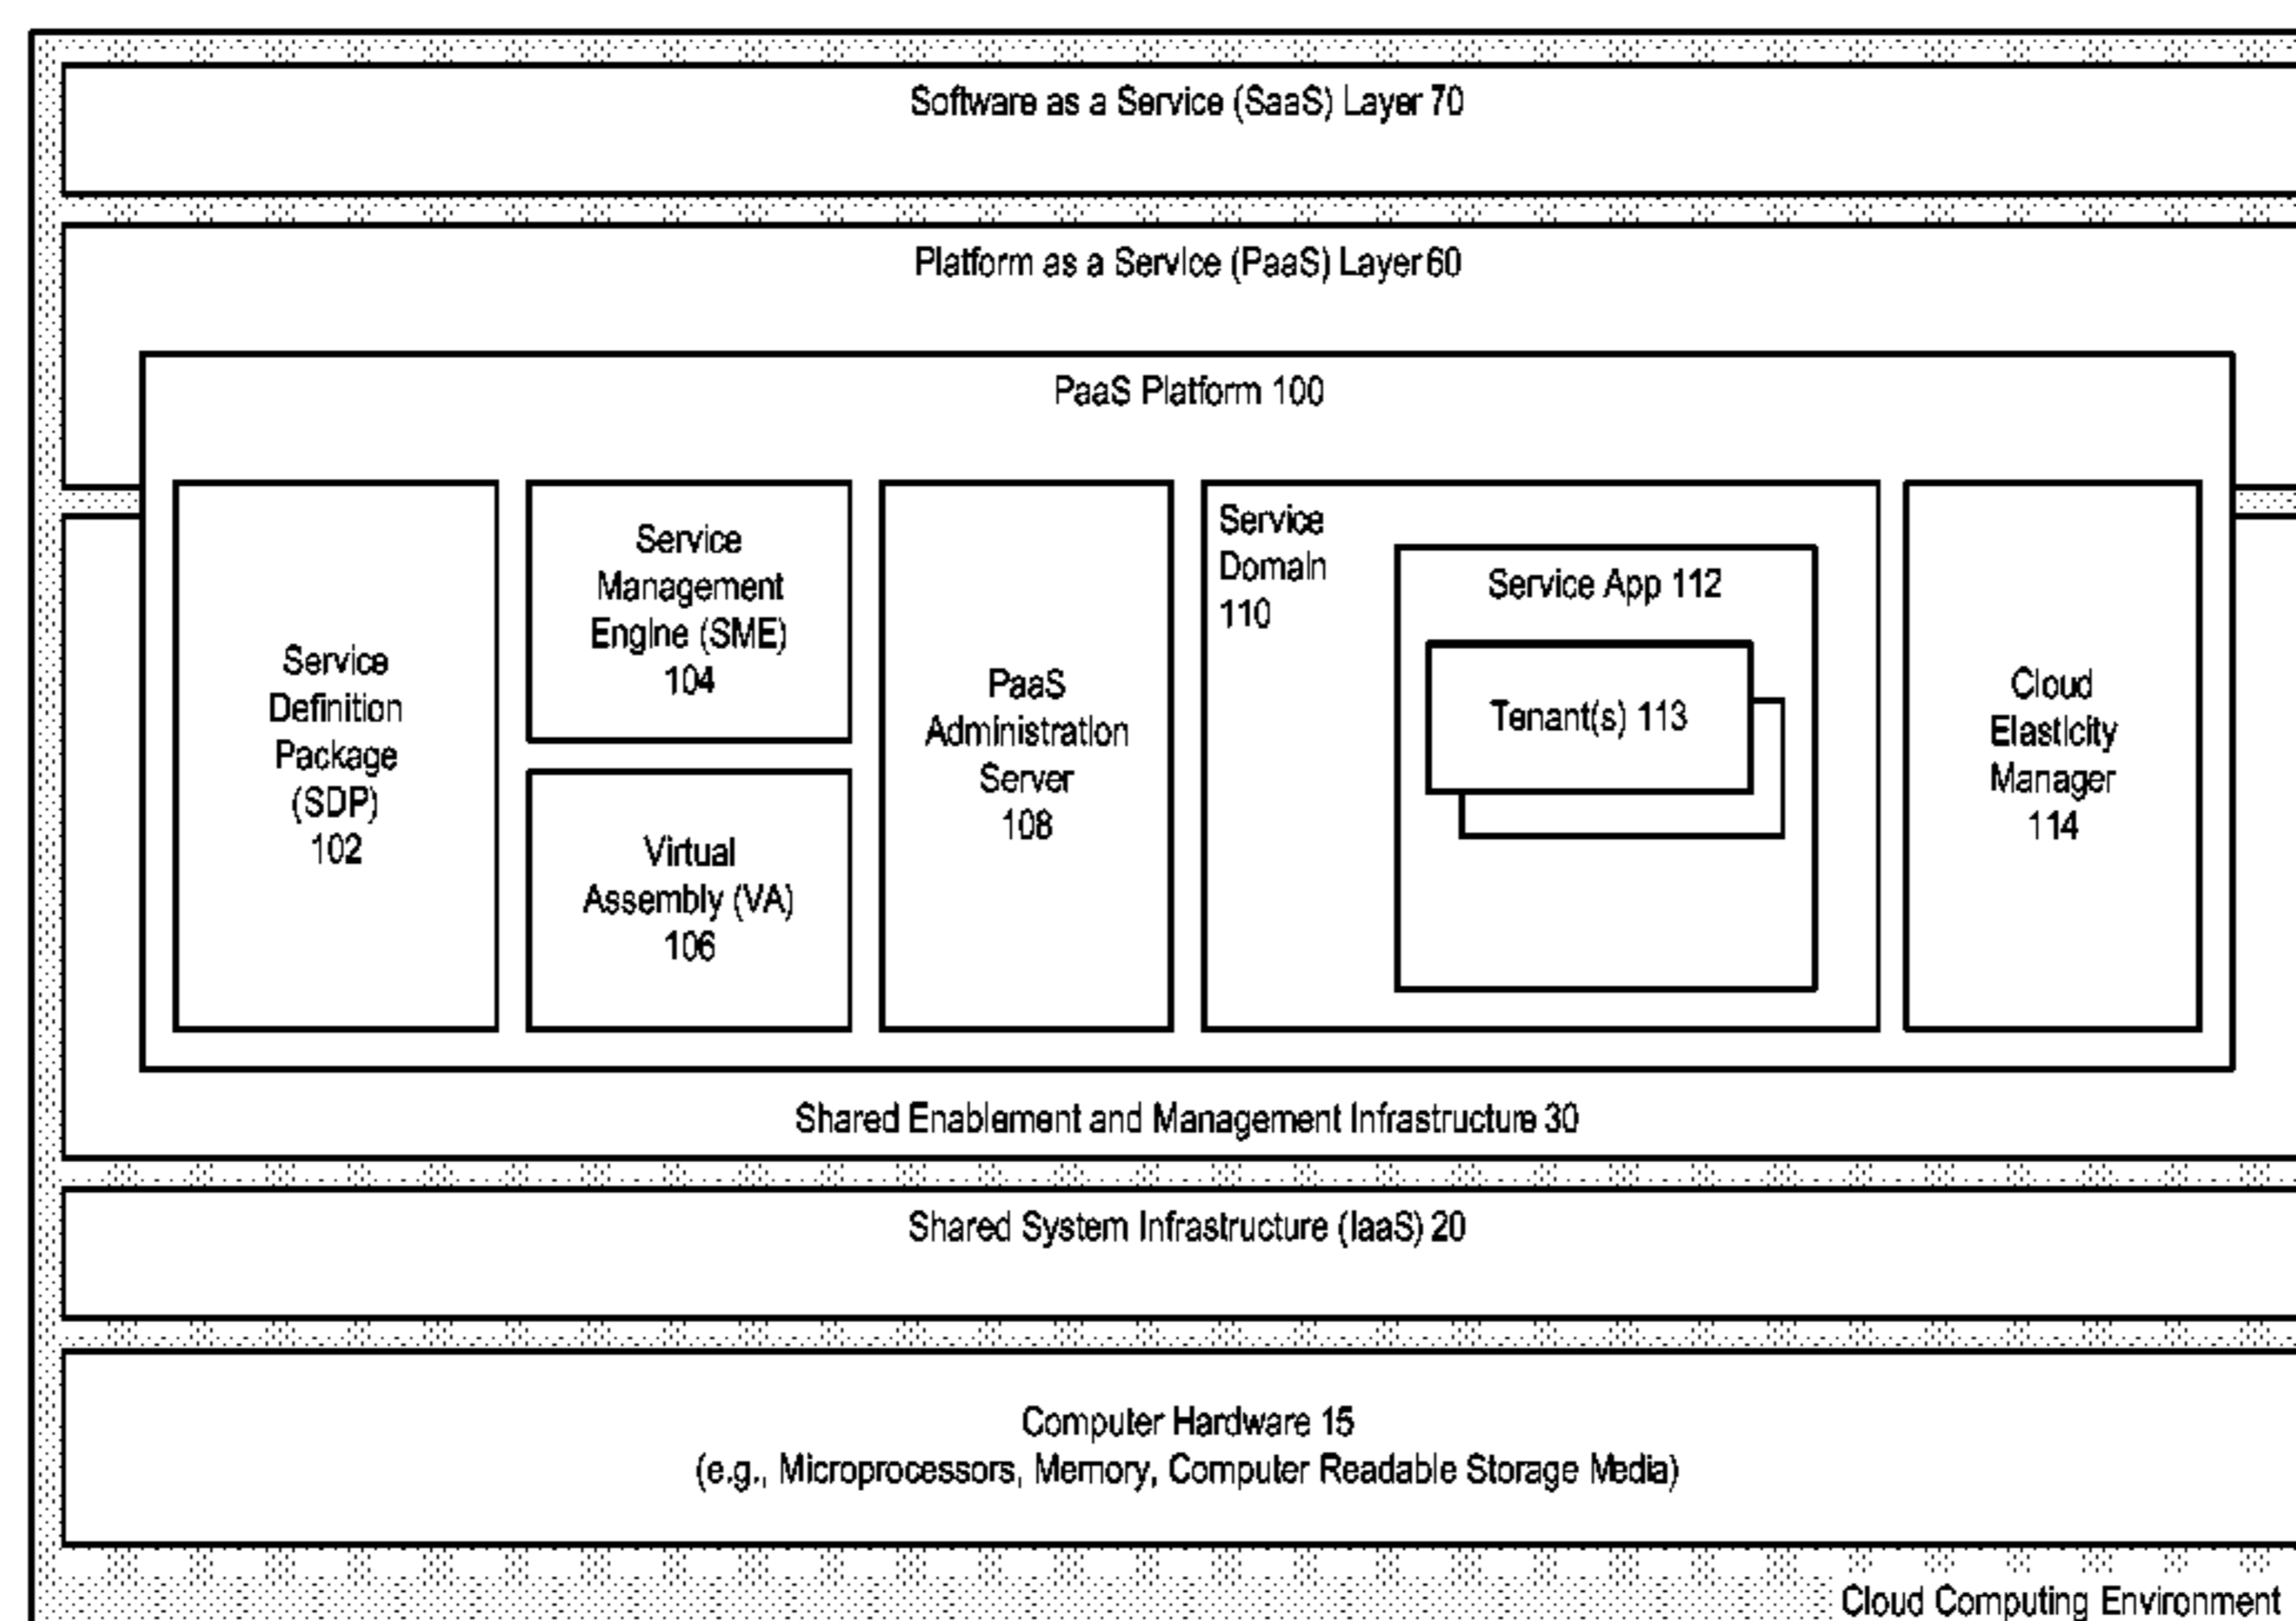 Software as a Service (SaaS) Layer 70
Platform as a Service (PaaS) Layer 60
PaaS Platform 100
Service
Definition
Package
(SDP)
102
Service
Management
Engine (SME)
104
Virtual
Assembly (VA)
106
PaaS
Administration
Server
108
Service
Domain
110
Service App 112
Tenant(s) 113
Cloud
Elasticity
Manager
114
Shared Enablement and Management Infrastructure 30
Shared System Infrastructure (IaaS) 20
Computer Hardware 15
(e.g., Microprocessors, Memory, Computer Readable Storage Media)
Cloud Computing Environment